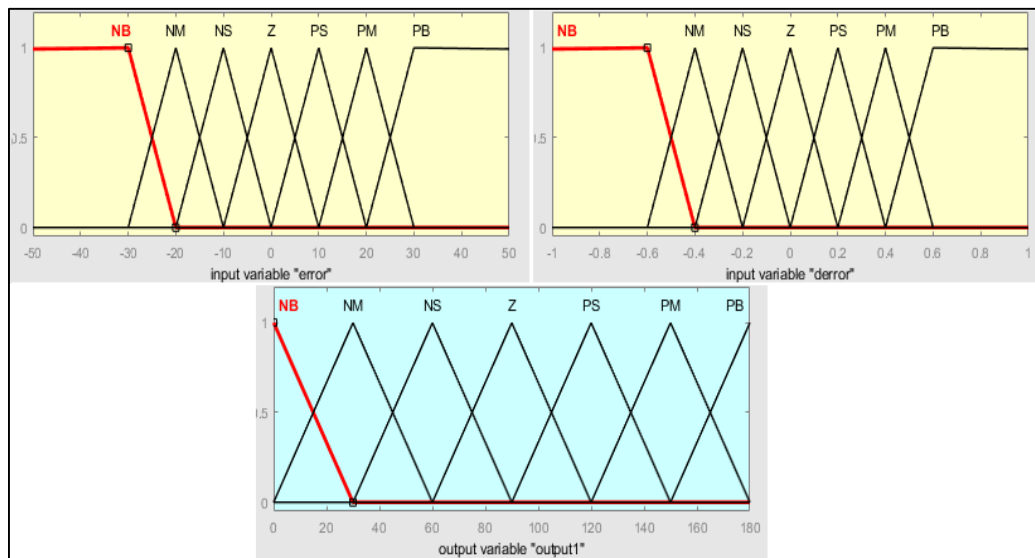 NB NM NS Z PS PM PB
1
0.5
0
-50 -40 -30 -20 -10 0 10 20 30 40 50
input variable "error"
NB NM NS Z PS PM PB
1
0.5
0
-1 -0.8 -0.6 -0.4 -0.2 0 0.2 0.4 0.6 0.8 1
input variable "derror"
NB NM NS Z PS PM PB
1
0.5
0
0 20 40 60 80 100 120 140 160 180
output variable "output1"